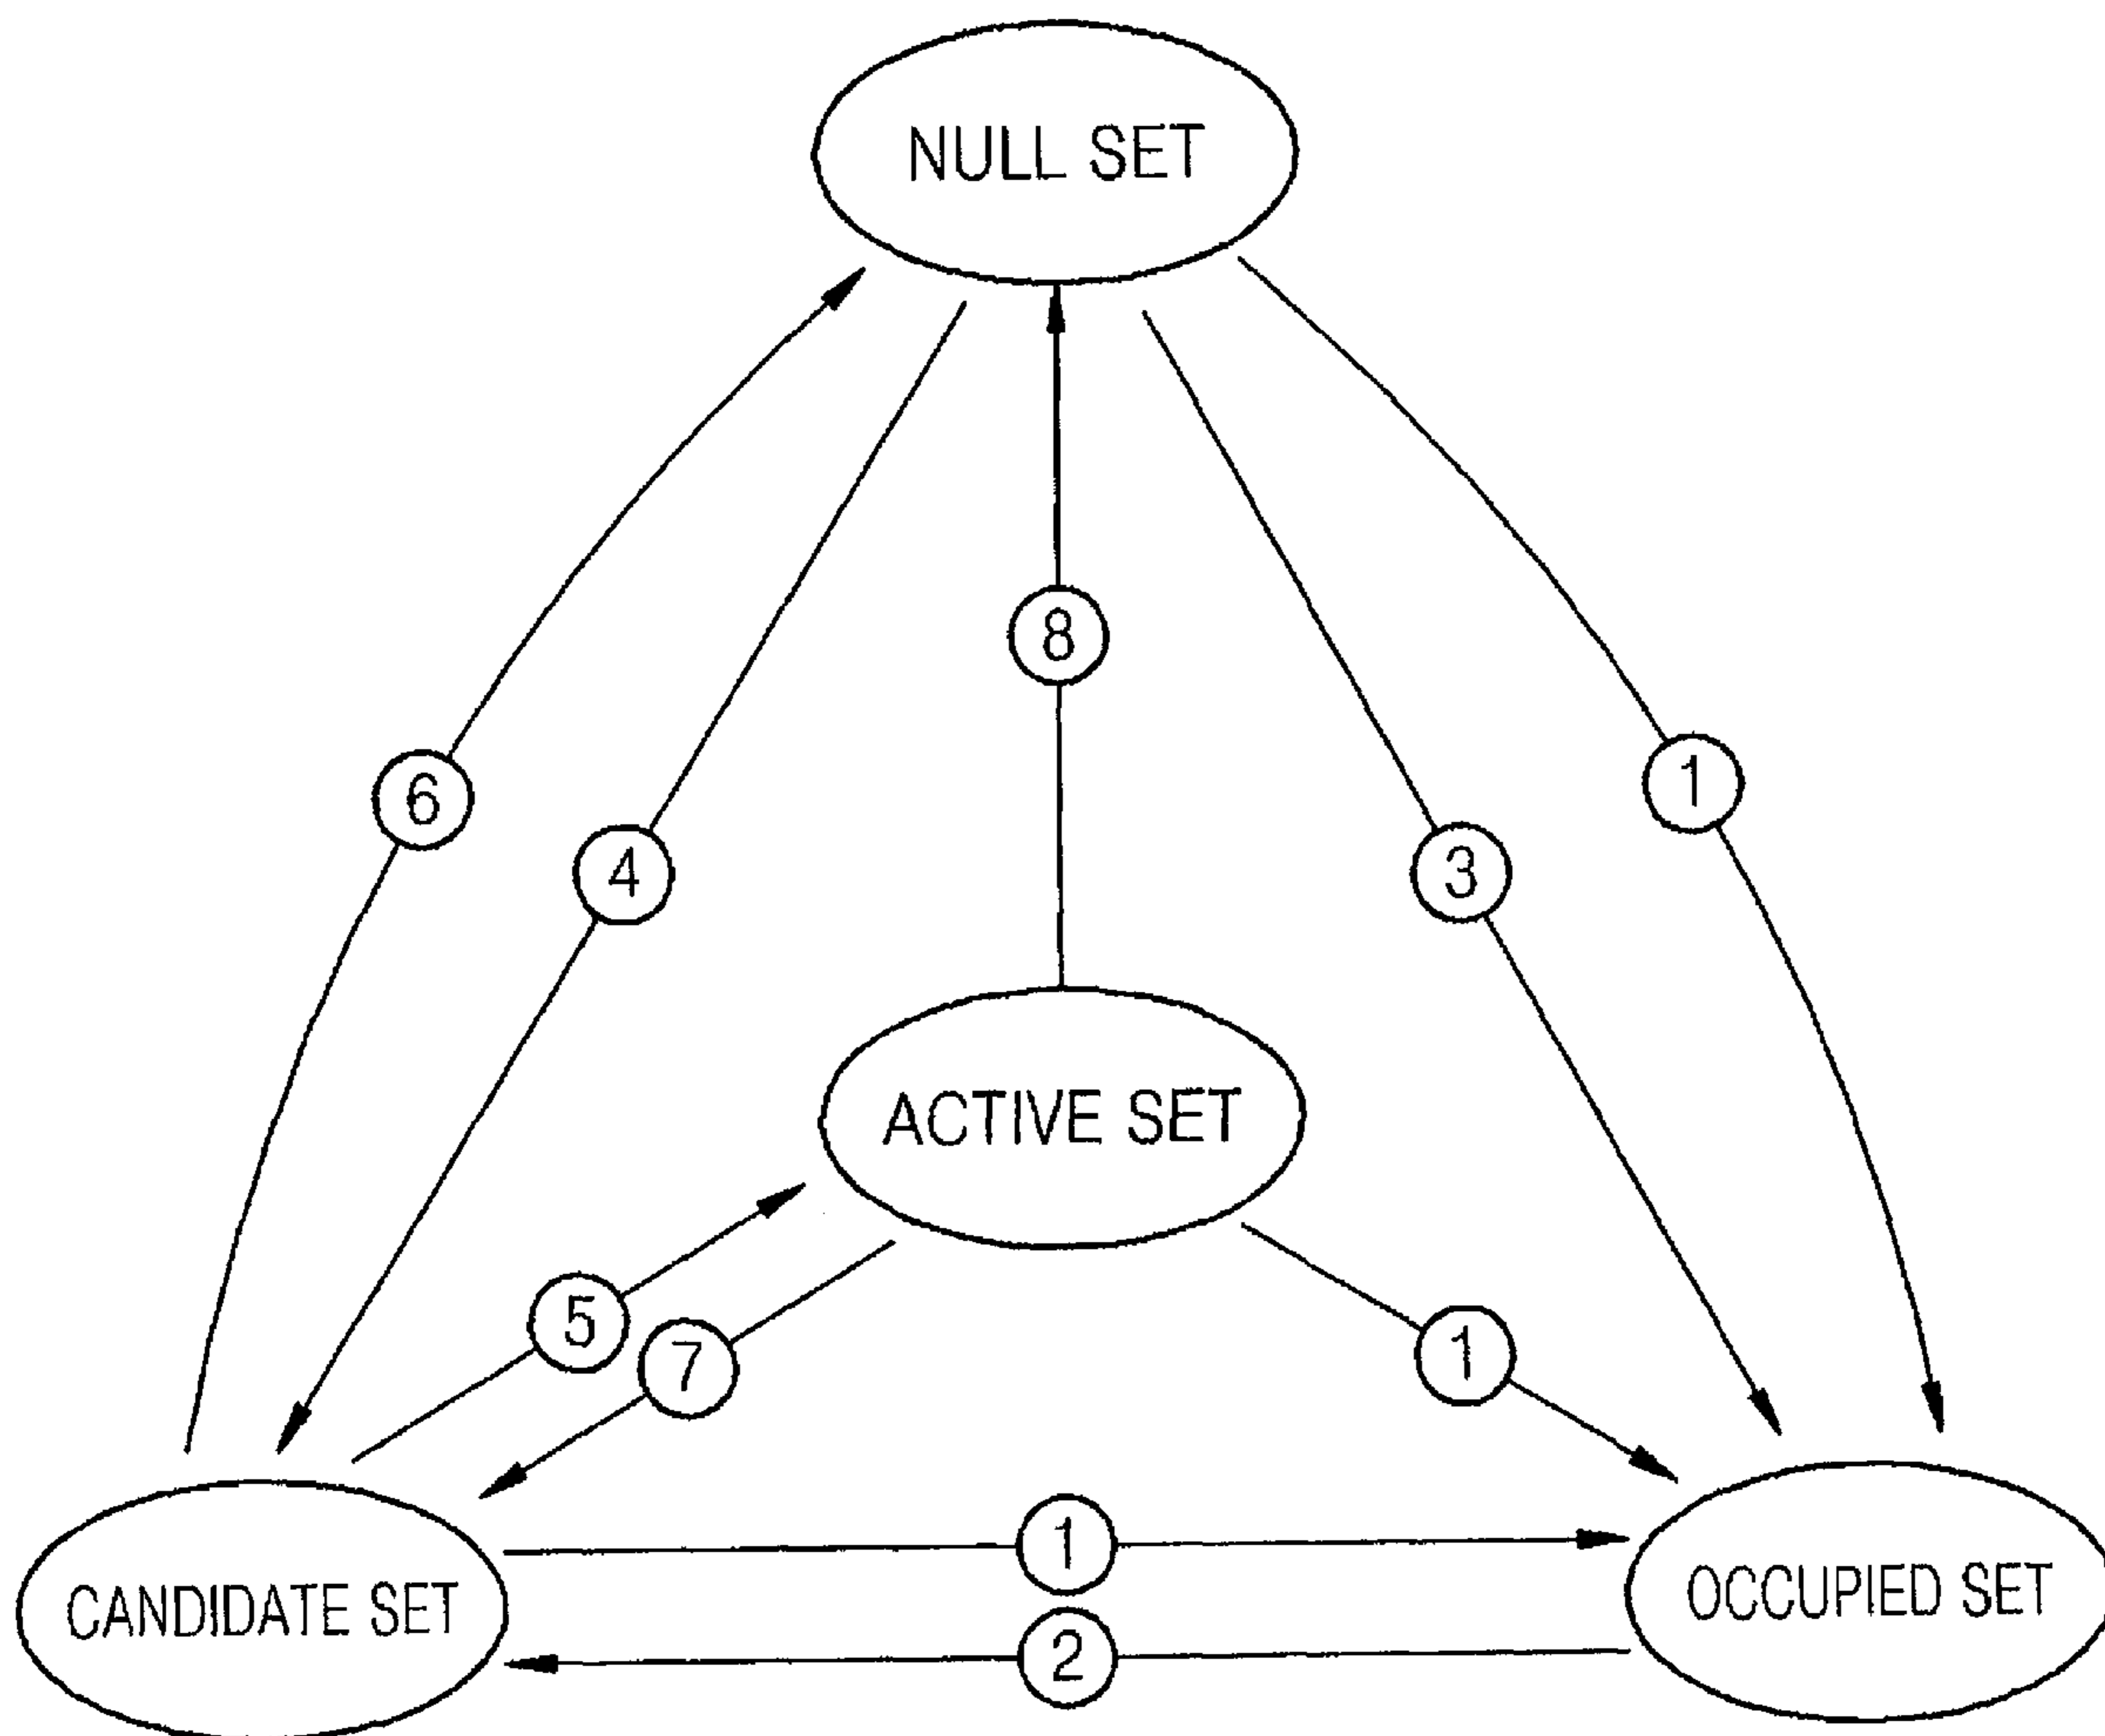 NULL SET
8
1
6
4
3
ACTIVE SET
5
7
1
1
CANDIDATE SET
OCCUPIED SET
2